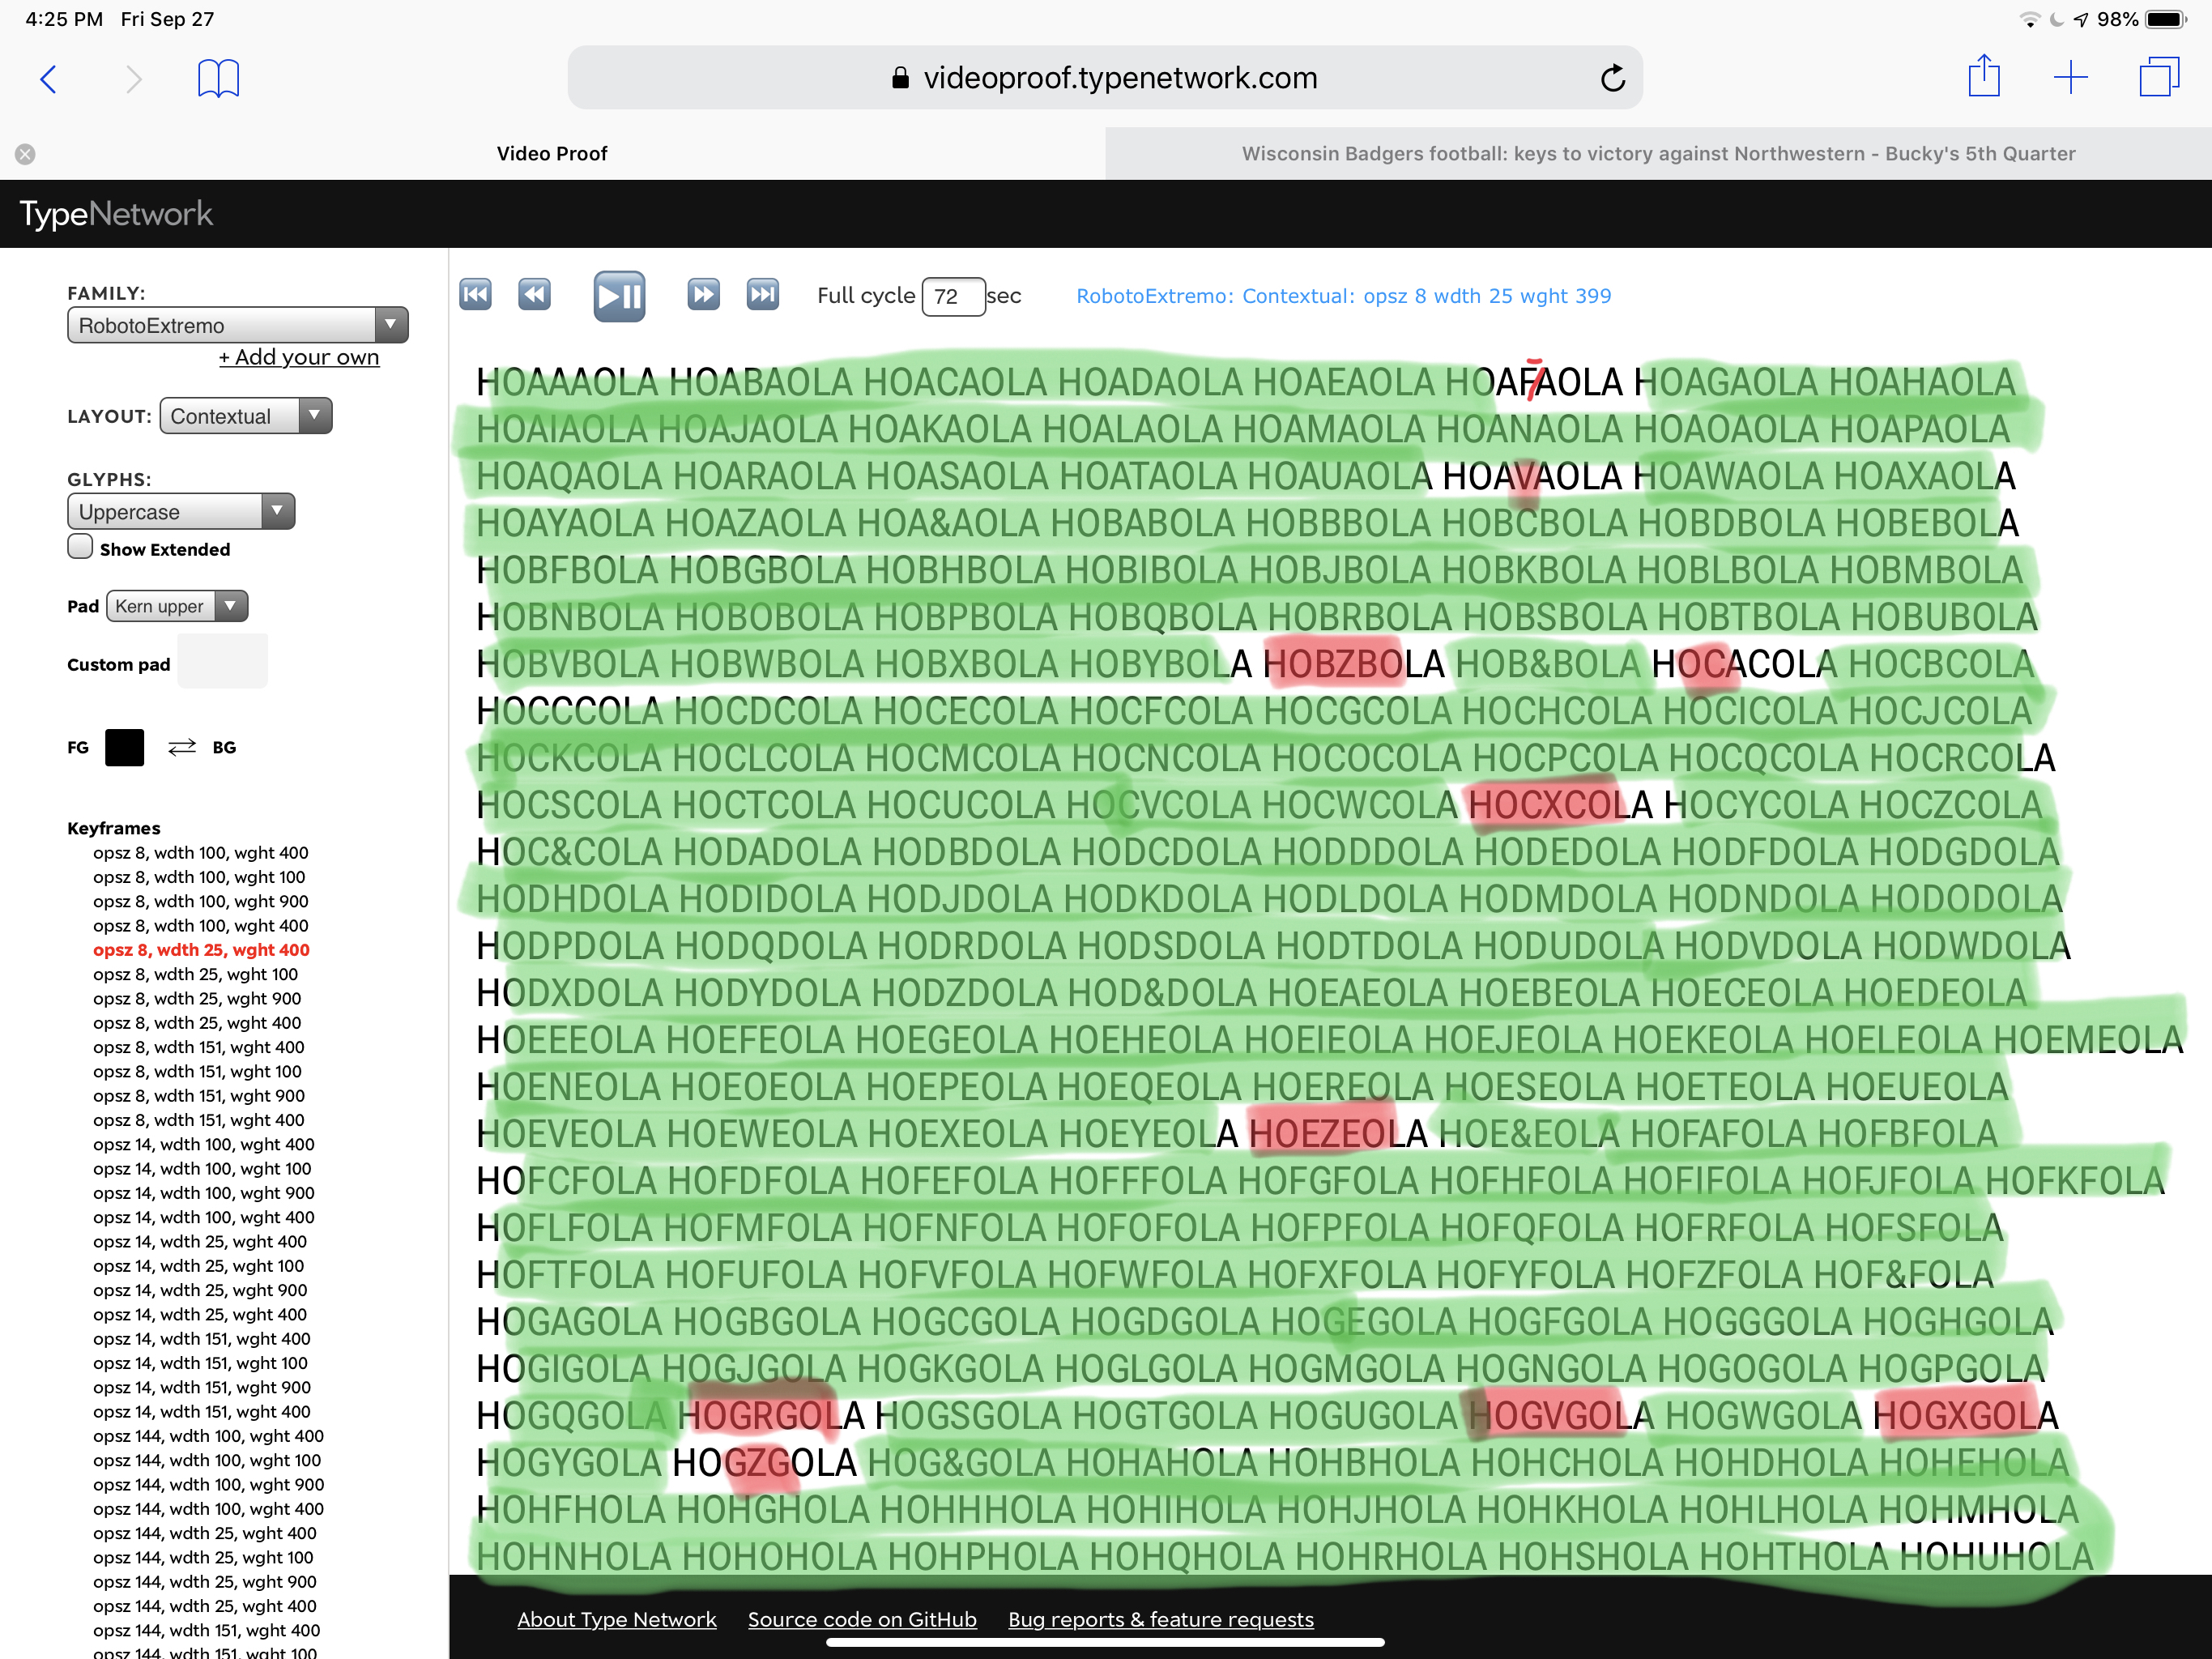 4:25 PM Fri Sep 27
98%
videoproof.typenetwork.com
Video Proof
Wisconsin Badgers football: keys to victory against Northwestern - Bucky's 5th Quarter
TypeNetwork
FAMILY:
RobotoExtremo
+ Add your own
LAYOUT: Contextual
GLYPHS:
Uppercase
Show Extended
Pad Kern upper
Custom pad
FG BG
Keyframes
opsz 8, wdth 100, wght 400
opsz 8, wdth 100, wght 100
opsz 8, wdth 100, wght 900
opsz 8, wdth 100, wght 400
opsz 8, wdth 25, wght 400
opsz 8, wdth 25, wght 100
opsz 8, wdth 25, wght 900
opsz 8, wdth 25, wght 400
opsz 8, wdth 151, wght 400
opsz 8, wdth 151, wght 100
opsz 8, wdth 151, wght 900
opsz 8, wdth 151, wght 400
opsz 14, wdth 100, wght 400
opsz 14, wdth 100, wght 100
opsz 14, wdth 100, wght 900
opsz 14, wdth 100, wght 400
opsz 14, wdth 25, wght 400
opsz 14, wdth 25, wght 100
opsz 14, wdth 25, wght 900
opsz 14, wdth 25, wght 400
opsz 14, wdth 151, wght 400
opsz 14, wdth 151, wght 100
opsz 14, wdth 151, wght 900
opsz 14, wdth 151, wght 400
opsz 144, wdth 100, wght 400
opsz 144, wdth 100, wght 100
opsz 144, wdth 100, wght 900
opsz 144, wdth 100, wght 400
opsz 144, wdth 25, wght 400
opsz 144, wdth 25, wght 100
opsz 144, wdth 25, wght 900
opsz 144, wdth 25, wght 400
opsz 144, wdth 151, wght 400
opsz 144, wdth 151, wght 100
Full cycle 72 sec
RobotoExtremo: Contextual: opsz 8 wdth 25 wght 399
HOAAAOLA HOABAOLA HOACAOLA HOADAOLA HOAEAOLA HOAFAOLA HOAGAOLA HOAHAOLA
HOAIAOLA HOAJAOLA HOAKAOLA HOALAOLA HOAMAOLA HOANAOLA HOAOAOLA HOAPAOLA
HOAQAOLA HOARAOLA HOASAOLA HOATAOLA HOAUAOLA HOAVAOLA HOAWAOLA HOAXAOLA
HOAYAOLA HOAZAOLA HOA&AOLA HOBABOLA HOBBBOLA HOBCBOLA HOBDBOLA HOBEBOLA
HOBFBOLA HOBGBOLA HOBHBOLA HOBIBOLA HOBJBOLA HOBKBOLA HOBLBOLA HOBMBOLA
HOBNBOLA HOBOBOLA HOBPBOLA HOBQBOLA HOBRBOLA HOBSBOLA HOBTBOLA HOBUBOLA
HOBVBOLA HOBWBOLA HOBXBOLA HOBYBOLA HOBZBOLA HOB&BOLA HOCACOLA HOCBCOLA
HOCCCOLA HOCDCOLA HOCECOLA HOCFCOLA HOCGCOLA HOCHCOLA HOCICOLA HOCJCOLA
HOCKCOLA HOCLCOLA HOCMCOLA HOCNCOLA HOCOCOLA HOCPCOLA HOCQCOLA HOCRCOLA
HOCSCOLA HOCTCOLA HOCUCOLA HOCVCOLA HOCWCOLA HOCXCOLA HOCYCOLA HOCZCOLA
HOC&COLA HODADOLA HODBDOLA HODCDOLA HODDDOLA HODEDOLA HODFDOLA HODGDOLA
HODHDOLA HODIDOLA HODJDOLA HODKDOLA HODLDOLA HODMDOLA HODNDOLA HODODOLA
HODPDOLA HODQDOLA HODRDOLA HODSDOLA HODTDOLA HODUDOLA HODVDOLA HODWDOLA
HODXDOLA HODYDOLA HODZDOLA HOD&DOLA HOEAEOLA HOEBEOLA HOECEOLA HOEDEOLA
HOEEEOLA HOEFEOLA HOEGEOLA HOEHEOLA HOEIEOLA HOEJEOLA HOEKEOLA HOELEOLA HOEMEOLA
HOENEOLA HOEOEOLA HOEPEOLA HOEQEOLA HOEREOLA HOESEOLA HOETEOLA HOEUEOLA
HOEVEOLA HOEWEOLA HOEXEOLA HOEYEOLA HOEZEOLA HOE&EOLA HOFAFOLA HOFBFOLA
HOFCFOLA HOFDFOLA HOFEFOLA HOFFFOLA HOFGFOLA HOFHFOLA HOFIFOLA HOFJFOLA HOFKFOLA
HOFLFOLA HOFMFOLA HOFNFOLA HOFOFOLA HOFPFOLA HOFQFOLA HOFRFOLA HOFSFOLA
HOFTFOLA HOFUFOLA HOFVFOLA HOFWFOLA HOFXFOLA HOFYFOLA HOFZFOLA HOF&FOLA
HOGAGOLA HOGBGOLA HOGCGOLA HOGDGOLA HOGEGOLA HOGFGOLA HOGGGOLA HOGHGOLA
HOGIGOLA HOGJGOLA HOGKGOLA HOGLGOLA HOGMGOLA HOGNGOLA HOGOGOLA HOGPGOLA
HOGQGOLA HOGRGOLA HOGSGOLA HOGTGOLA HOGUGOLA HOGVGOLA HOGWGOLA HOGXGOLA
HOGYGOLA HOGZGOLA HOG&GOLA HOHAHOLA HOHBHOLA HOHCHOLA HOHDHOLA HOHEHOLA
HOHFHOLA HOHGHOLA HOHHHOLA HOHIHOLA HOHJHOLA HOHKHOLA HOHLHOLA HOHMHOLA
HOHNHOLA HOHOHOLA HOHPHOLA HOHQHOLA HOHRHOLA HOHSHOLA HOHTHOLA HOHUHOLA
About Type Network Source code on GitHub Bug reports & feature requests